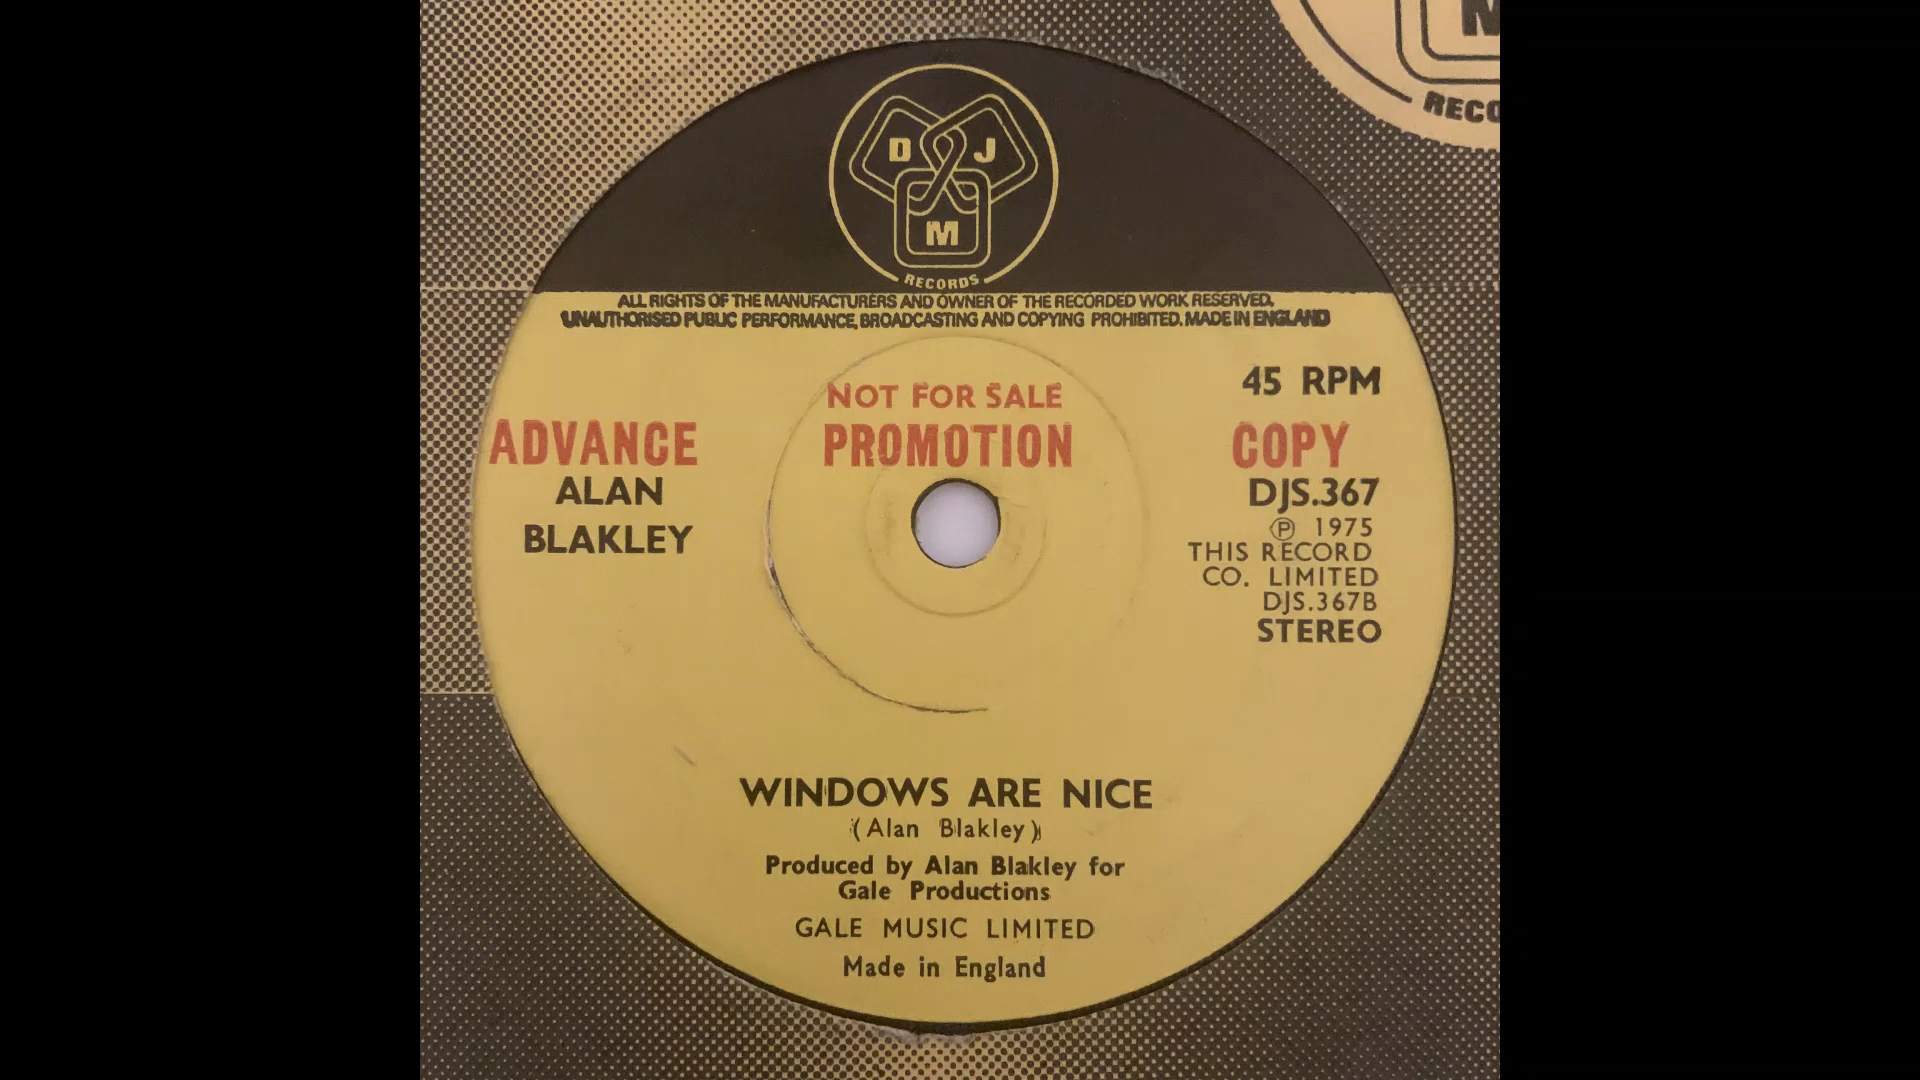 D J
M
RECORDS
ALL RIGHTS OF THE MANUFACTURERS AND OWNER OF THE RECORDED WORK RESERVED.
UNAUTHORISED PUBLIC PERFORMANCE, BROADCASTING AND COPYING PROHIBITED. MADE IN ENGLAND
45 RPM
NOT FOR SALE
ADVANCE PROMOTION COPY
ALAN
BLAKLEY
DJS.367
℗ 1975
THIS RECORD
CO. LIMITED
DJS.367B
STEREO
WINDOWS ARE NICE
(Alan Blakley)
Produced by Alan Blakley for
Gale Productions
GALE MUSIC LIMITED
Made in England
M
RECO